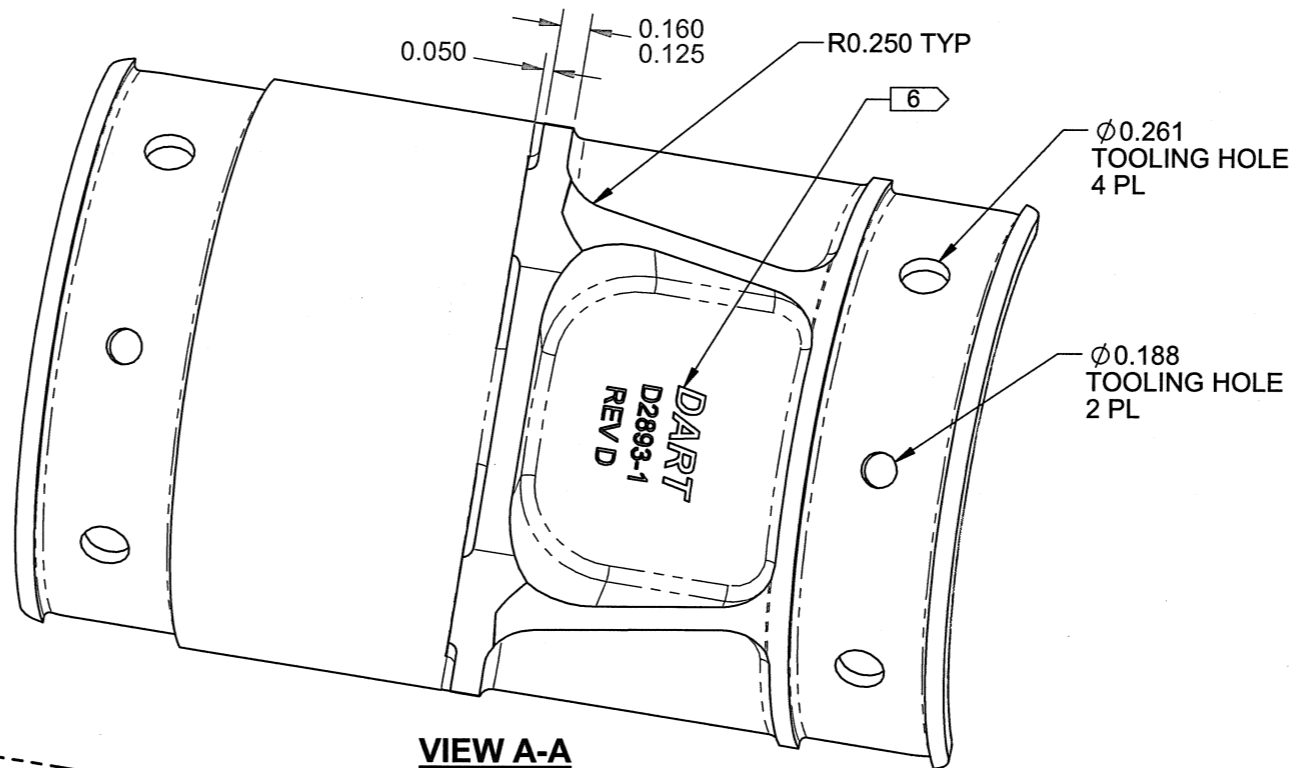 0.160
0.050
0.125
R0.250 TYP
6
Ø0.261
TOOLING HOLE
4 PL
Ø0.188
TOOLING HOLE
2 PL
DART
D2893-1
REV D
VIEW A-A